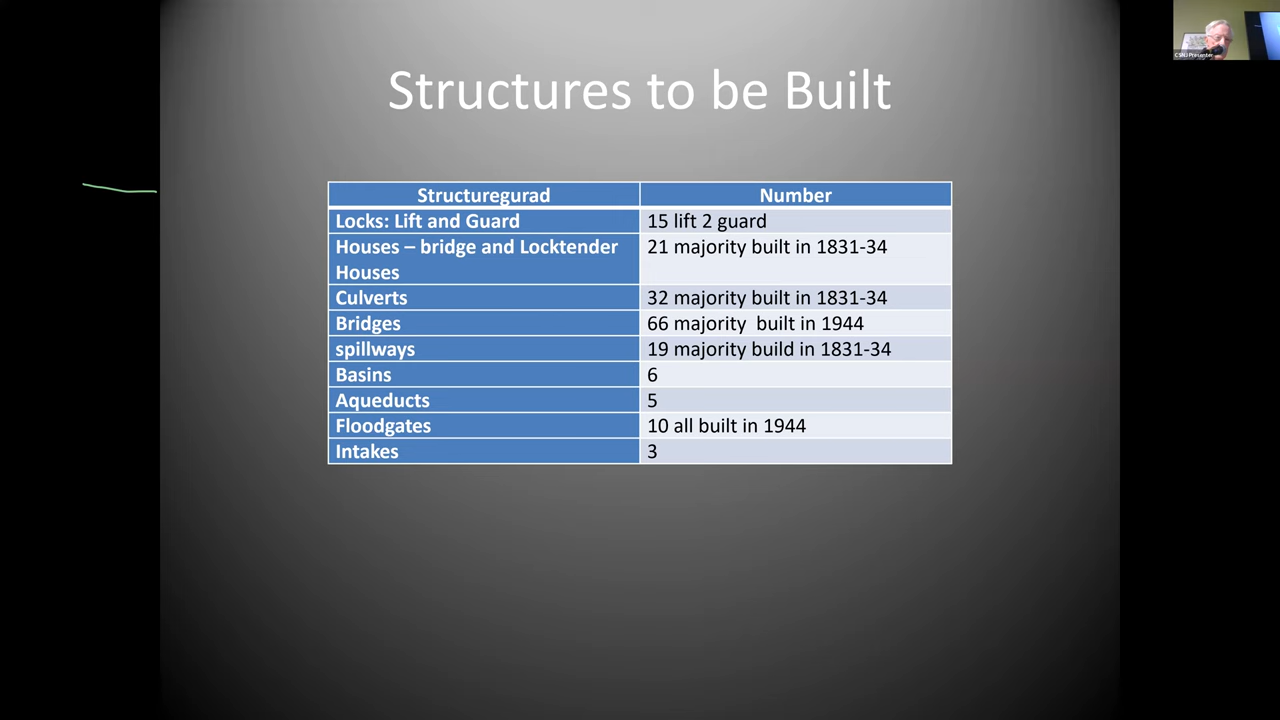 CSNJ Presenter
Structures to be Built
Structuregurad Number
Locks: Lift and Guard 15 lift 2 guard
Houses – bridge and Locktender 21 majority built in 1831-34
Houses
Culverts 32 majority built in 1831-34
Bridges 66 majority  built in 1944
spillways 19 majority build in 1831-34
Basins 6
Aqueducts 5
Floodgates 10 all built in 1944
Intakes 3